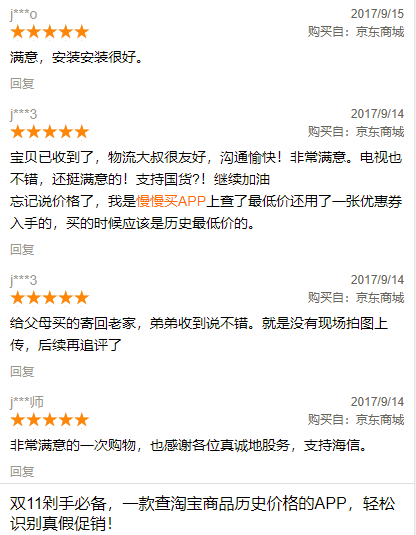 j***o 2017/9/15
购买自：京东商城
满意，安装安装很好。
回复
j***3 2017/9/14
购买自：京东商城
宝贝已收到了，物流大叔很友好，沟通愉快！非常满意。电视也
不错，还挺满意的！支持国货?！继续加油
忘记说价格了，我是慢慢买APP上查了最低价还用了一张优惠券
入手的，买的时候应该是历史最低价的。
回复
j***3 2017/9/14
购买自：京东商城
给父母买的寄回老家，弟弟收到说不错。就是没有现场拍图上
传，后续再追评了
回复
j***师 2017/9/14
购买自：京东商城
非常满意的一次购物，也感谢各位真诚地股务，支持海信。
回复
双11剁手必备，一款查淘宝商品历史价格的APP，轻松
识别真假促销！